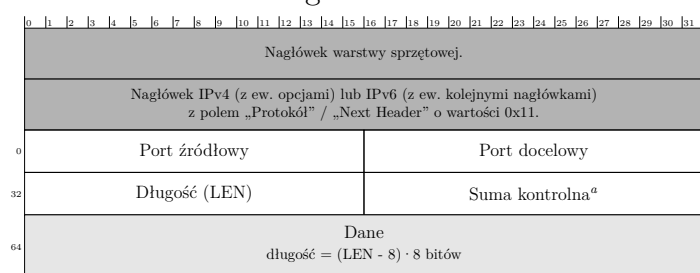 0 1 2 3 4 5 6 7 8 9 10 11 12 13 14 15 16 17 18 19 20 21 22 23 24 25 26 27 28 29 30 31
Nagłówek warstwy sprzętowej.
Nagłówek IPv4 (z ew. opcjami) lub IPv6 (z ew. kolejnymi nagłówkami)
z polem „Protokół” / „Next Header” o wartości 0x11.
0 Port źródłowy Port docelowy
32 Długość (LEN) Suma kontrolnaᵃ
Dane
64 długość = (LEN - 8) · 8 bitów